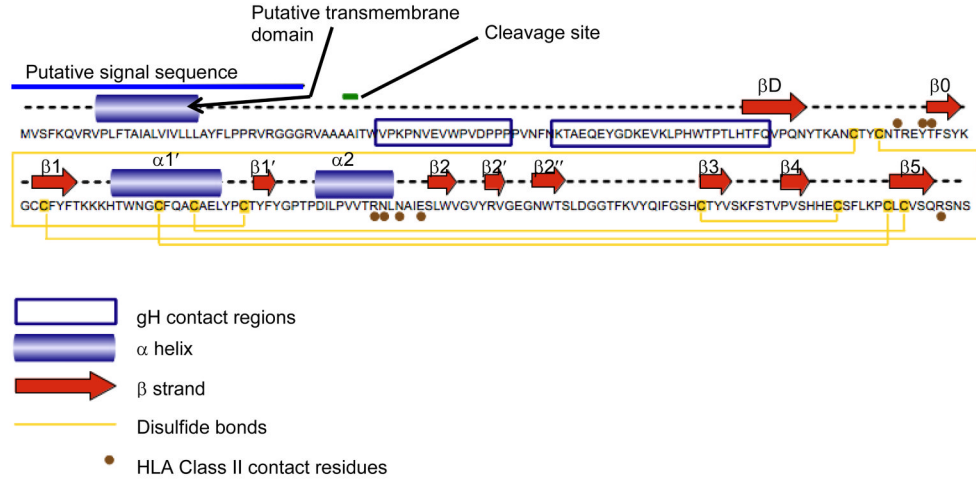 Putative transmembrane
domain
Cleavage site
Putative signal sequence
βD
β0
MVSFKQVRVPLFTAIALVIVLLLAYFLPPRVRGGGRVAAAAITWVPKPNVEVWPVDPPPPVNFNKTAEQEYGDKEVKLPHWTPTLHTFQVPQNYTKANCTYCNTREYTFSYK
β1 α1′ β1′ α2 β2 β2′ β2′′ β3 β4 β5
GCCFYFTKKKHTWNGCFQACAELYPCTYFYGPTPDILPVVTRNLNAIESLWVGVYRVGEGNWTSLDGGTFKVYQIFGSHCTYVSKFSTVPVSHHECSFLKPCLCVSQRSNS
gH contact regions
α helix
β strand
Disulfide bonds
HLA Class II contact residues